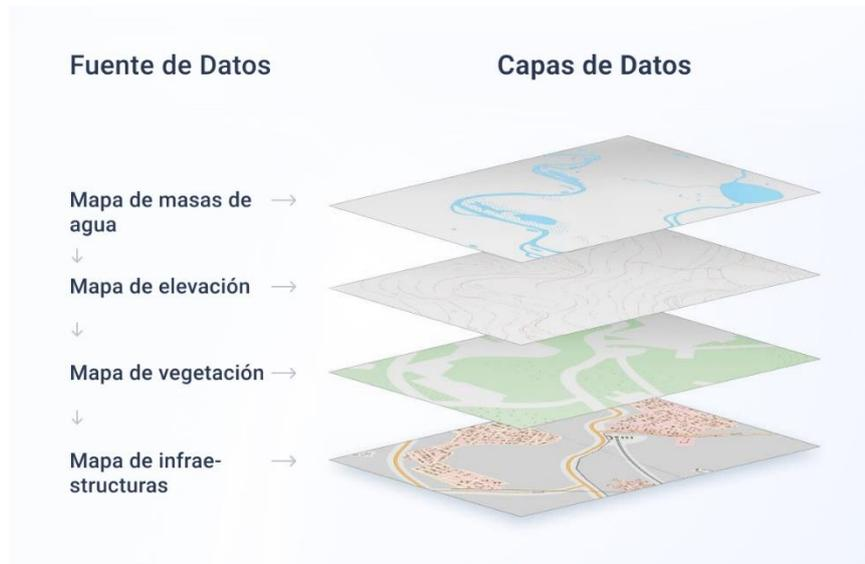 Fuente de Datos
Capas de Datos
Mapa de masas de
agua
Mapa de elevación
Mapa de vegetación
Mapa de infrae-
structuras